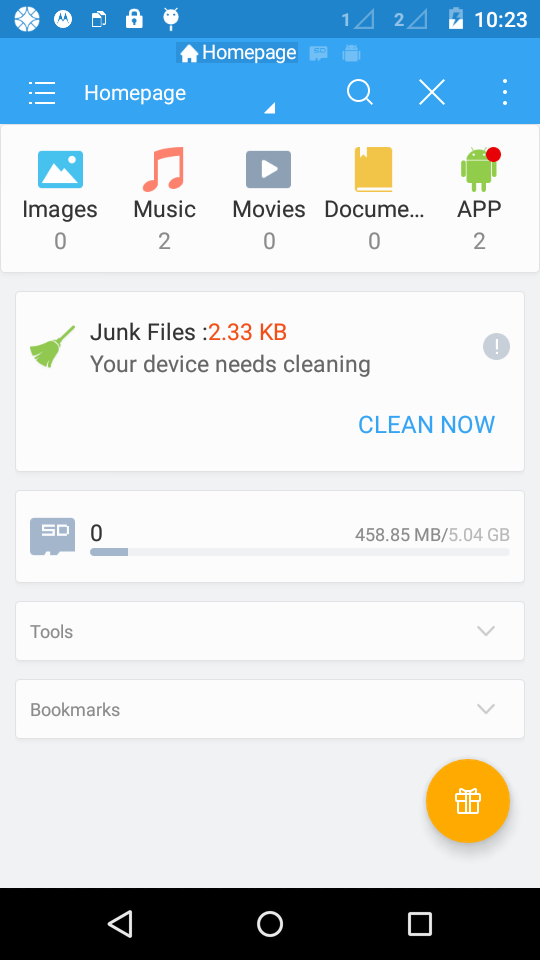 1 2 10:23
Homepage
Homepage
Images Music Movies Docume... APP
0 2 0 0 2
Junk Files :2.33 KB
Your device needs cleaning
CLEAN NOW
SD 0 458.85 MB/5.04 GB
Tools
Bookmarks